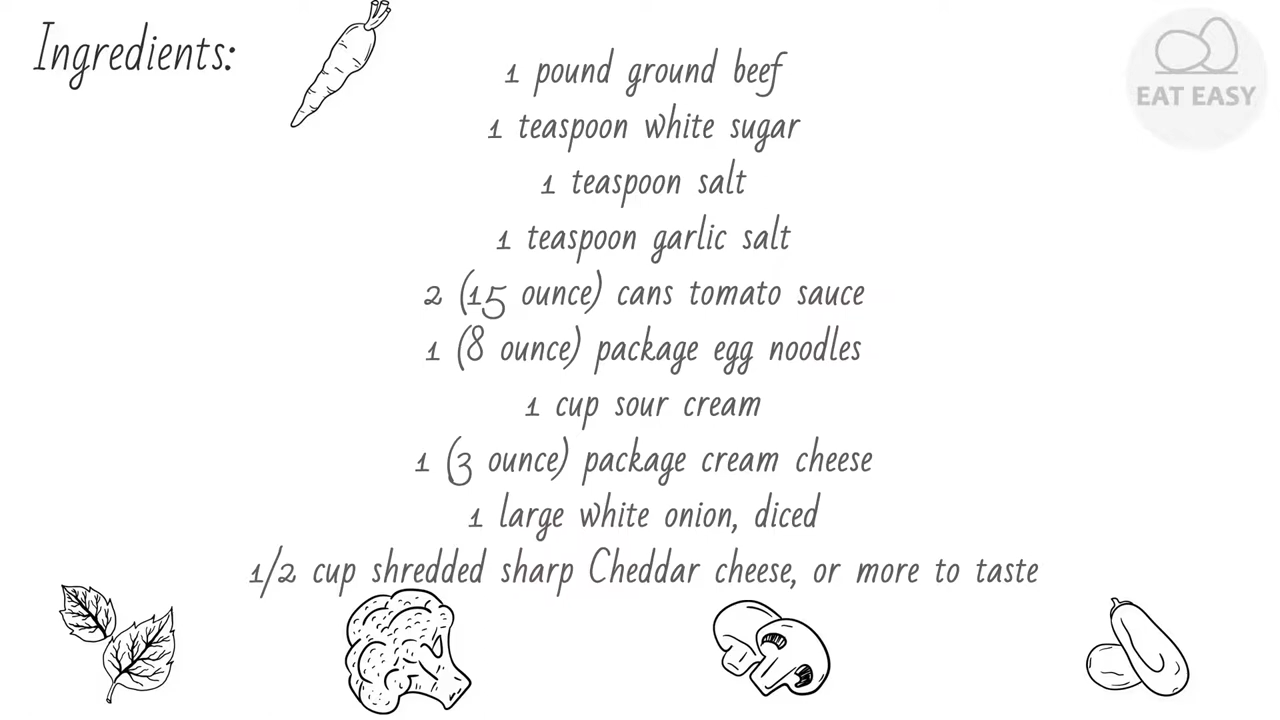 Ingredients:
EAT EASY
1 pound ground beef
1 teaspoon white sugar
1 teaspoon salt
1 teaspoon garlic salt
2 (15 ounce) cans tomato sauce
1 (8 ounce) package egg noodles
1 cup sour cream
1 (3 ounce) package cream cheese
1 large white onion, diced
1/2 cup shredded sharp Cheddar cheese, or more to taste